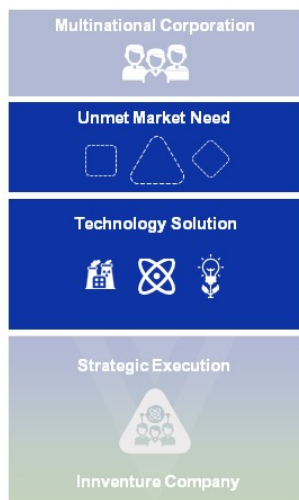 Multinational Corporation
Unmet Market Need
Technology Solution
Strategic Execution
Innventure Company